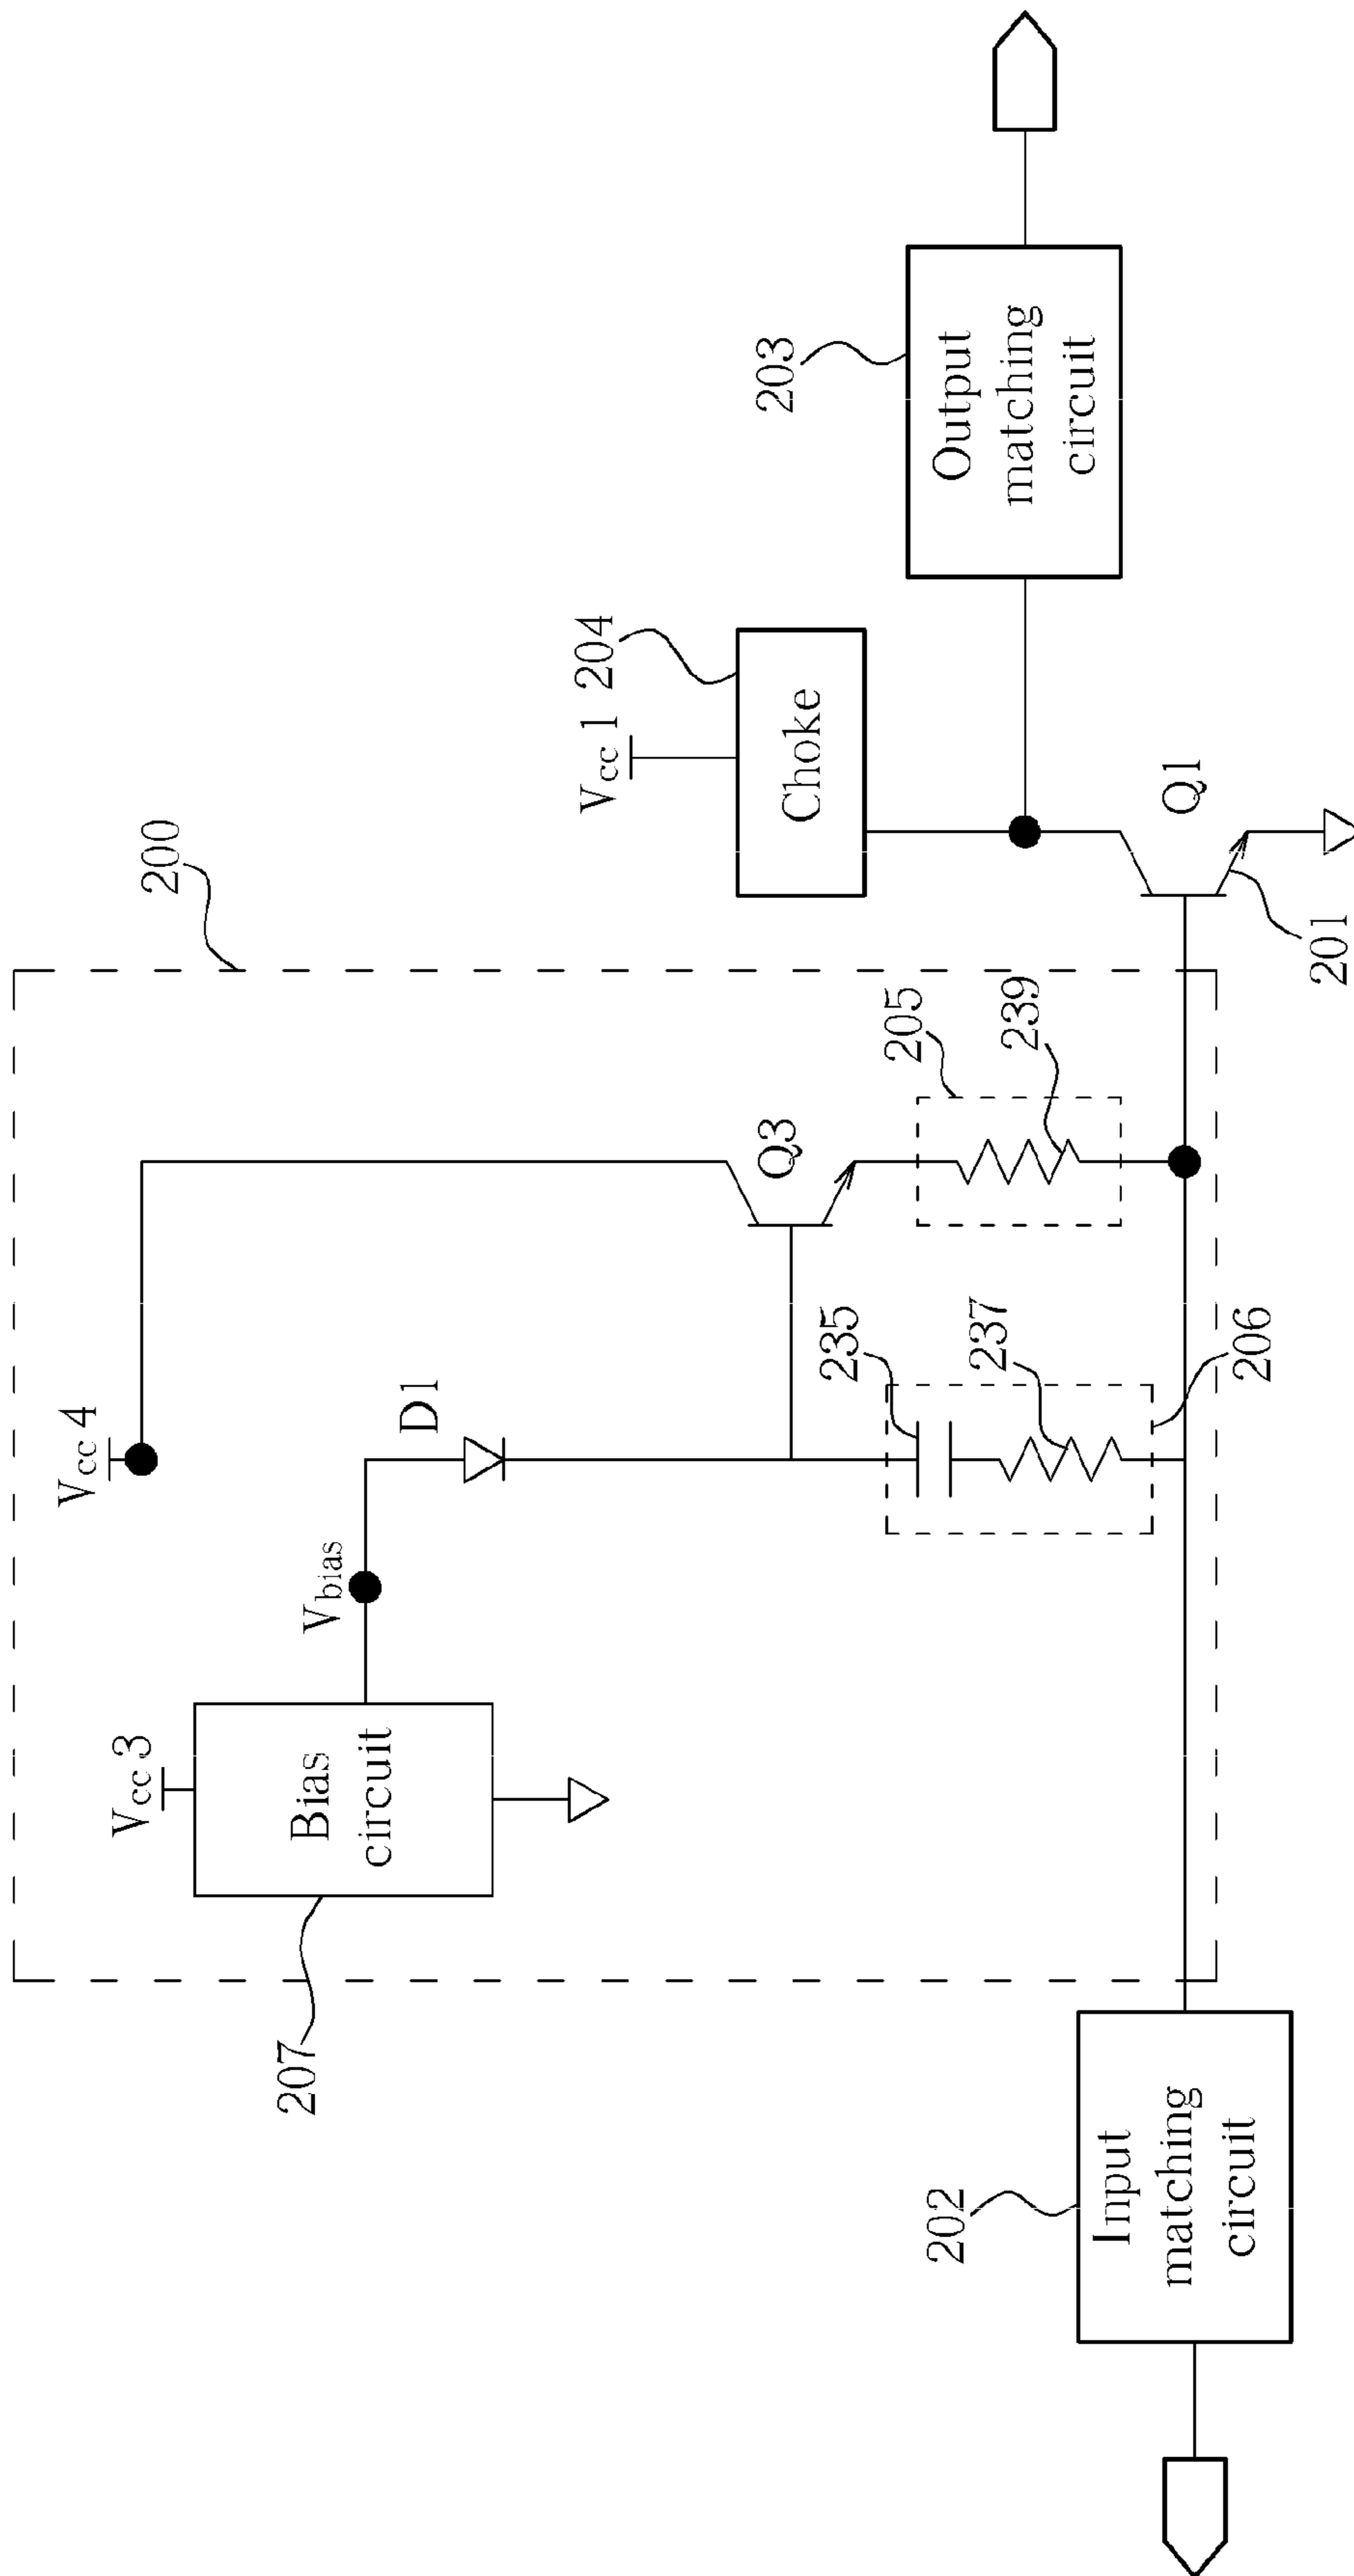 200
Vcc 4
Vcc 3
Vbias
D1
Bias
circuit
207
Q3
Vcc 1
204
Choke
203
Output
matching
circuit
205
239
235
237
206
Q1
201
202
Input
matching
circuit